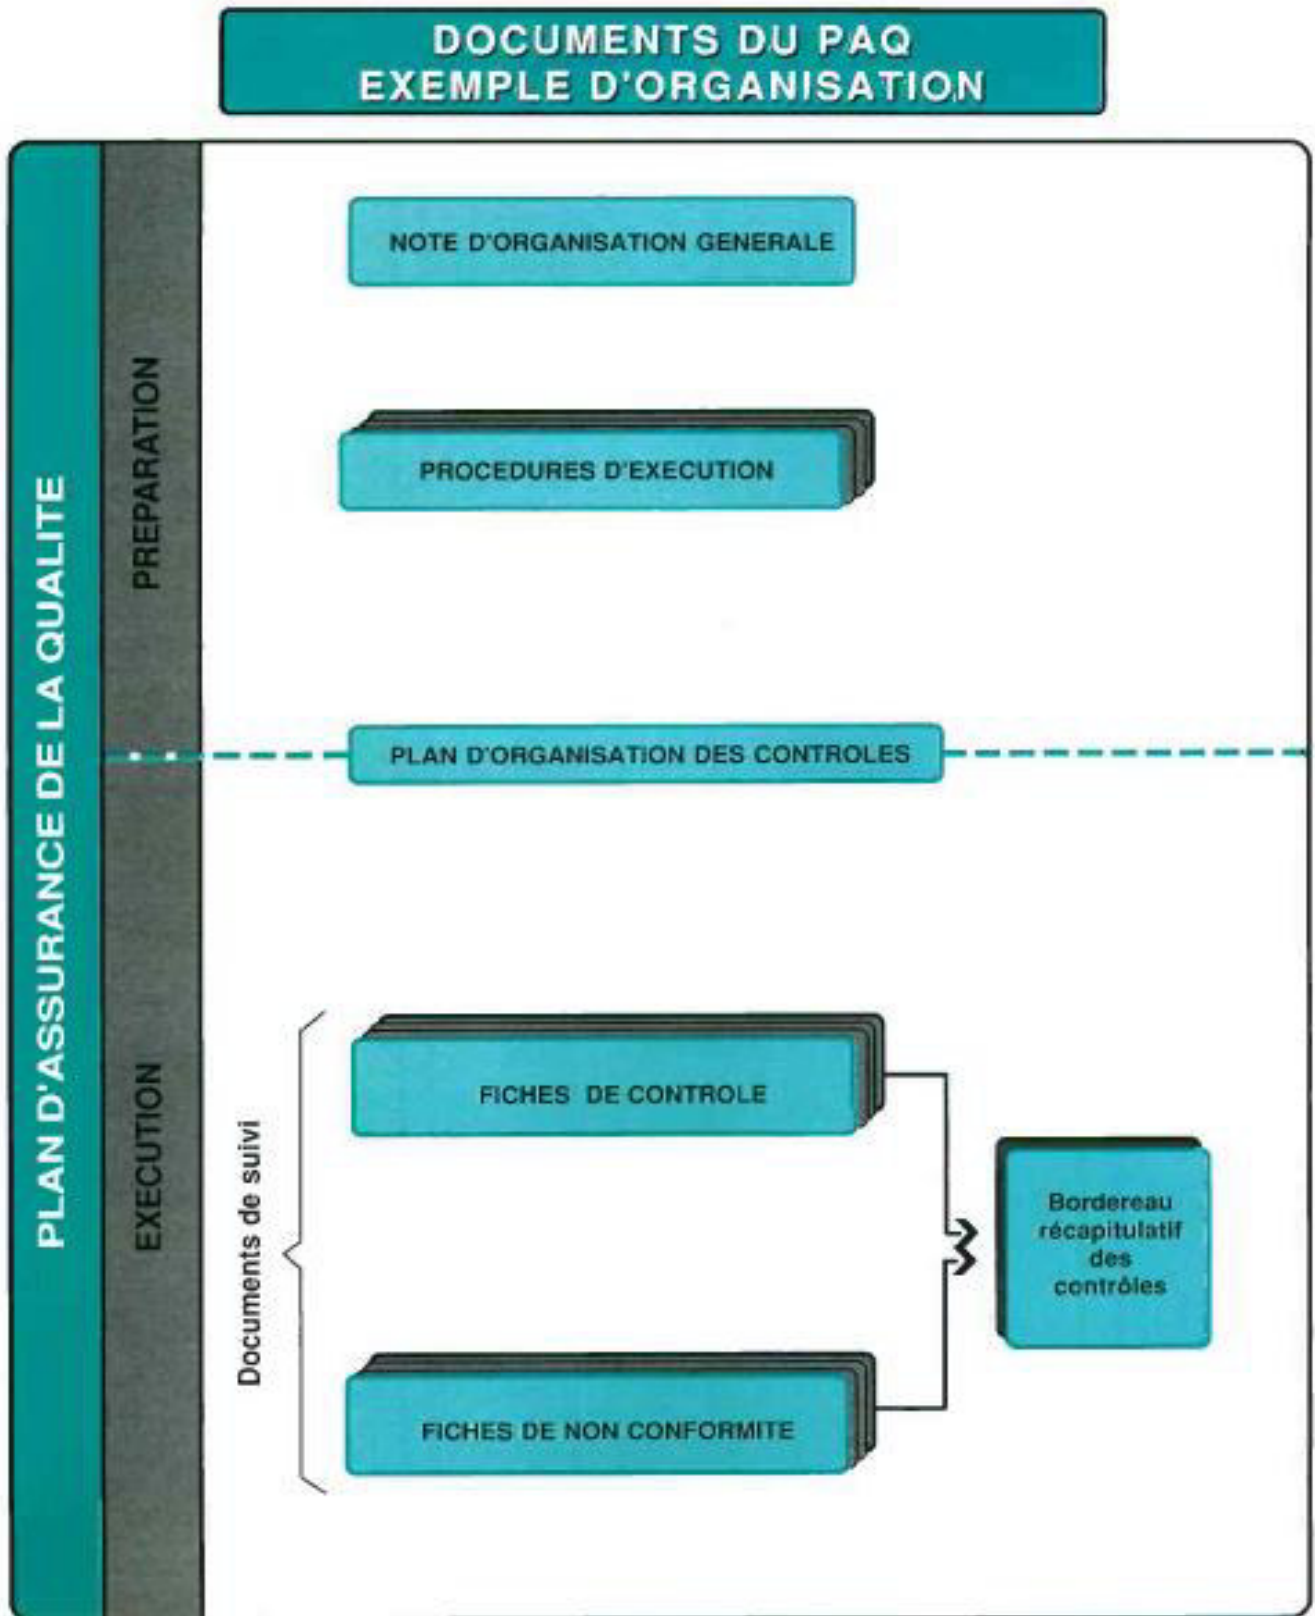 DOCUMENTS DU PAQ
EXEMPLE D'ORGANISATION
PLAN D'ASSURANCE DE LA QUALITE
PREPARATION
NOTE D'ORGANISATION GENERALE
PROCEDURES D'EXECUTION
PLAN D'ORGANISATION DES CONTROLES
EXECUTION
Documents de suivi
FICHES DE CONTROLE
Bordereau
récapitulatif
des
contrôles
FICHES DE NON CONFORMITE